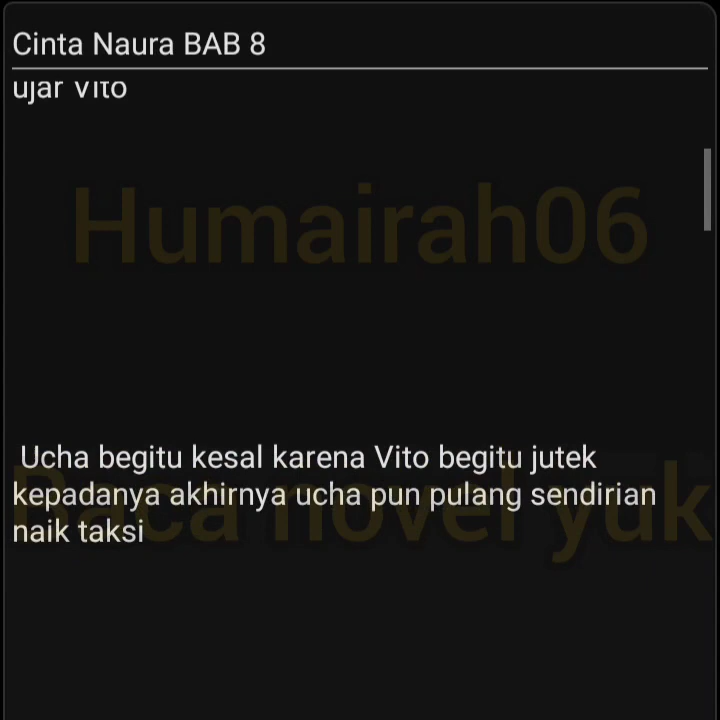 Cinta Naura BAB 8
ujar Vito
Humairah06
Ucha begitu kesal karena Vito begitu jutek
kepadanya akhirnya ucha pun pulang sendirian
naik taksi
Baca novel yuk